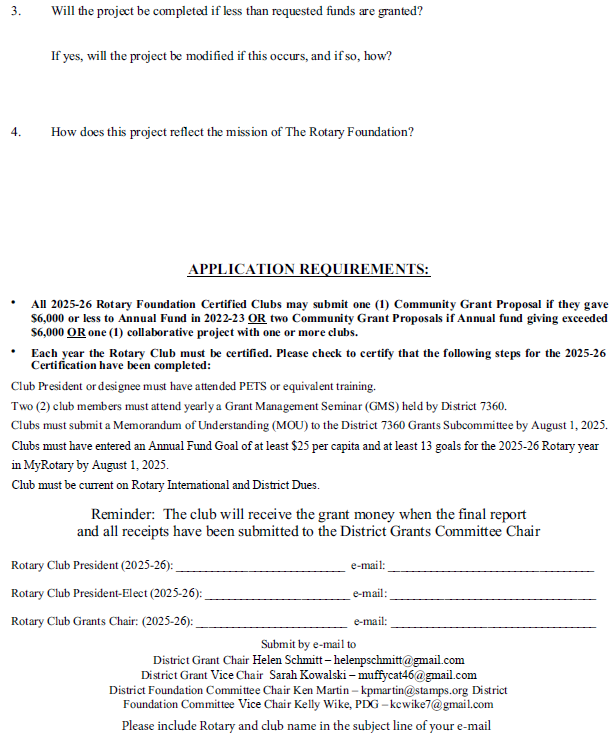 3. Will the project be completed if less than requested funds are granted?
If yes, will the project be modified if this occurs, and if so, how?
4. How does this project reflect the mission of The Rotary Foundation?
APPLICATION REQUIREMENTS:
• All 2025-26 Rotary Foundation Certified Clubs may submit one (1) Community Grant Proposal if they gave
$6,000 or less to Annual Fund in 2022-23 OR two Community Grant Proposals if Annual fund giving exceeded
$6,000 OR one (1) collaborative project with one or more clubs.
• Each year the Rotary Club must be certified. Please check to certify that the following steps for the 2025-26
Certification have been completed:
Club President or designee must have attended PETS or equivalent training.
Two (2) club members must attend yearly a Grant Management Seminar (GMS) held by District 7360.
Clubs must submit a Memorandum of Understanding (MOU) to the District 7360 Grants Subcommittee by August 1, 2025.
Clubs must have entered an Annual Fund Goal of at least $25 per capita and at least 13 goals for the 2025-26 Rotary year
in MyRotary by August 1, 2025.
Club must be current on Rotary International and District Dues.
Reminder: The club will receive the grant money when the final report
and all receipts have been submitted to the District Grants Committee Chair
Rotary Club President (2025-26): ____________________________ e-mail: __________________________________
Rotary Club President-Elect (2025-26): ________________________ e-mail: __________________________________
Rotary Club Grants Chair: (2025-26): _________________________ e-mail: __________________________________
Submit by e-mail to
District Grant Chair Helen Schmitt – helenpschmitt@gmail.com
District Grant Vice Chair Sarah Kowalski – muffycat46@gmail.com
District Foundation Committee Chair Ken Martin – kpmartin@stamps.org District
Foundation Committee Vice Chair Kelly Wike, PDG – kcwike7@gmail.com
Please include Rotary and club name in the subject line of your e-mail